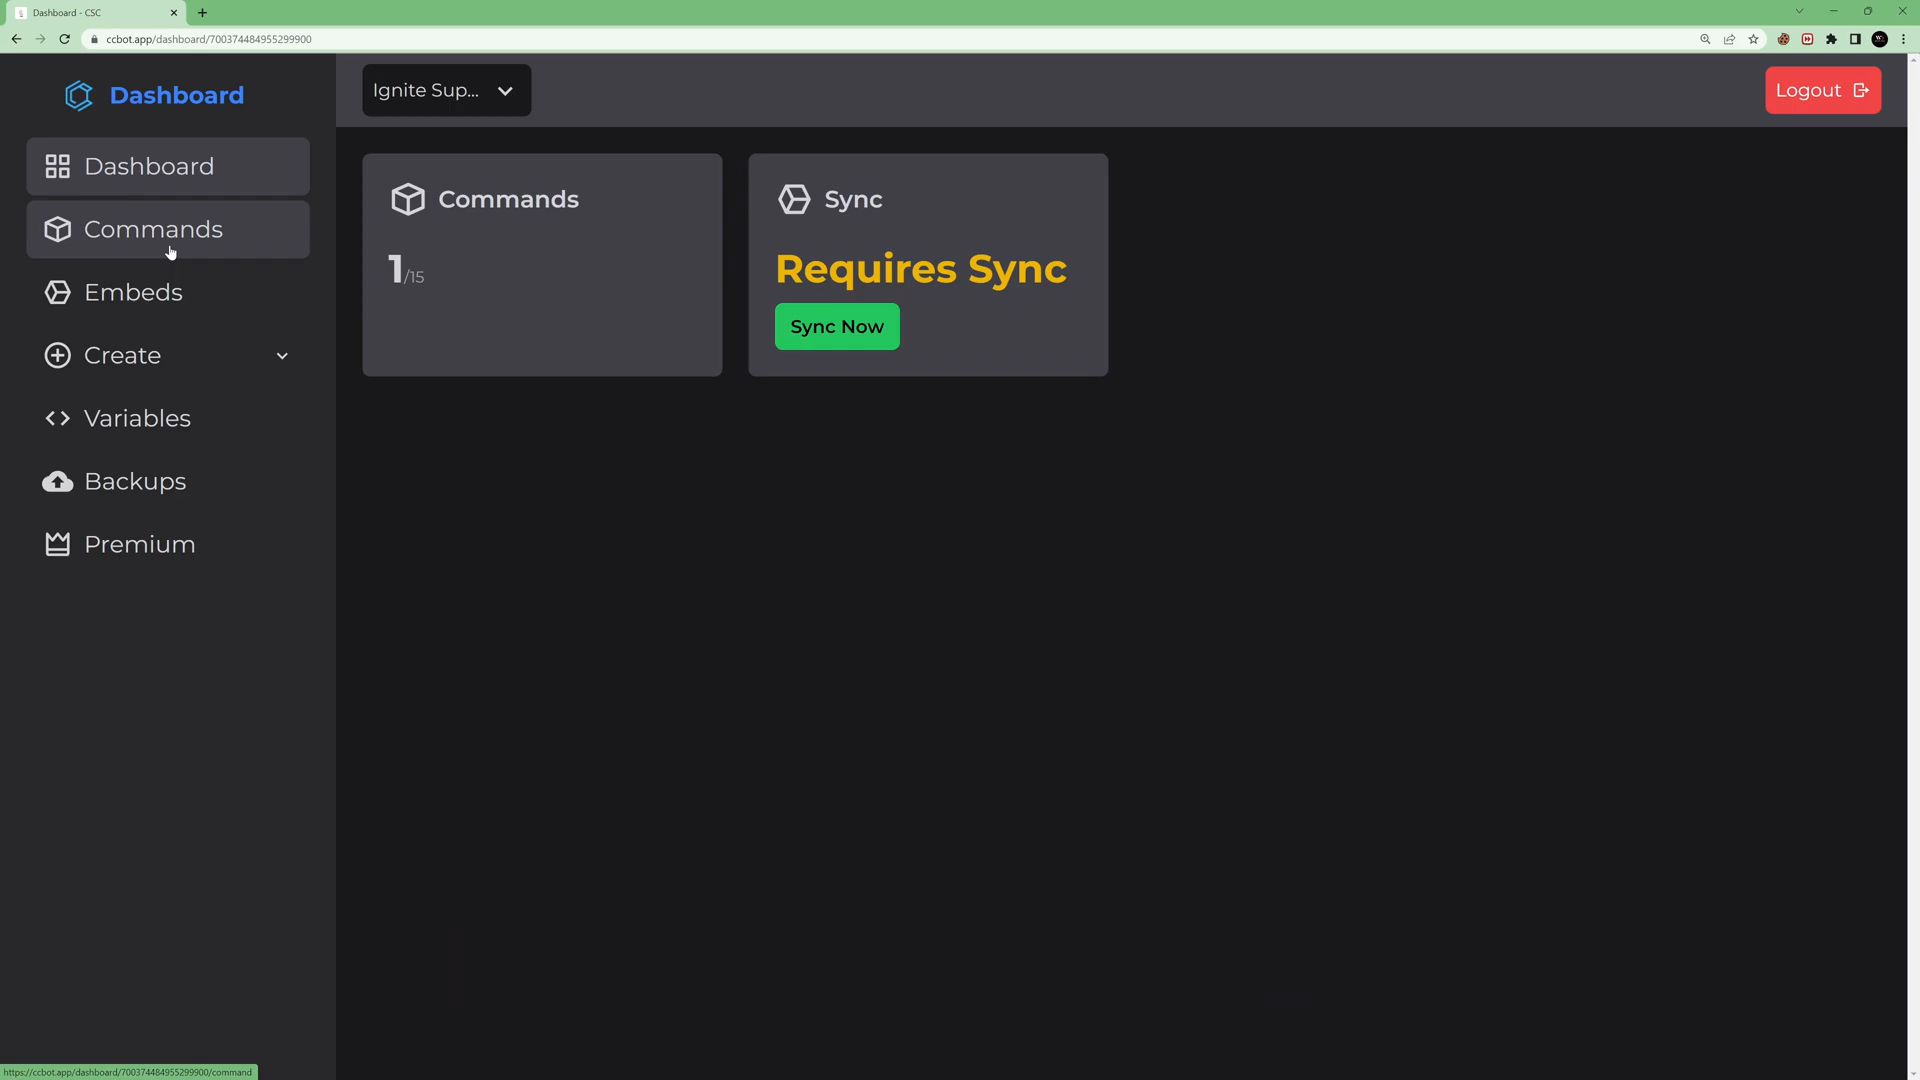 Dashboard - CSC
ccbot.app/dashboard/700374484955299900
Dashboard
Ignite Sup...
Logout
Dashboard
Commands
Embeds
Create
Variables
Backups
Premium
Commands
1/15
Sync
Requires Sync
Sync Now
https://ccbot.app/dashboard/700374484955299900/command